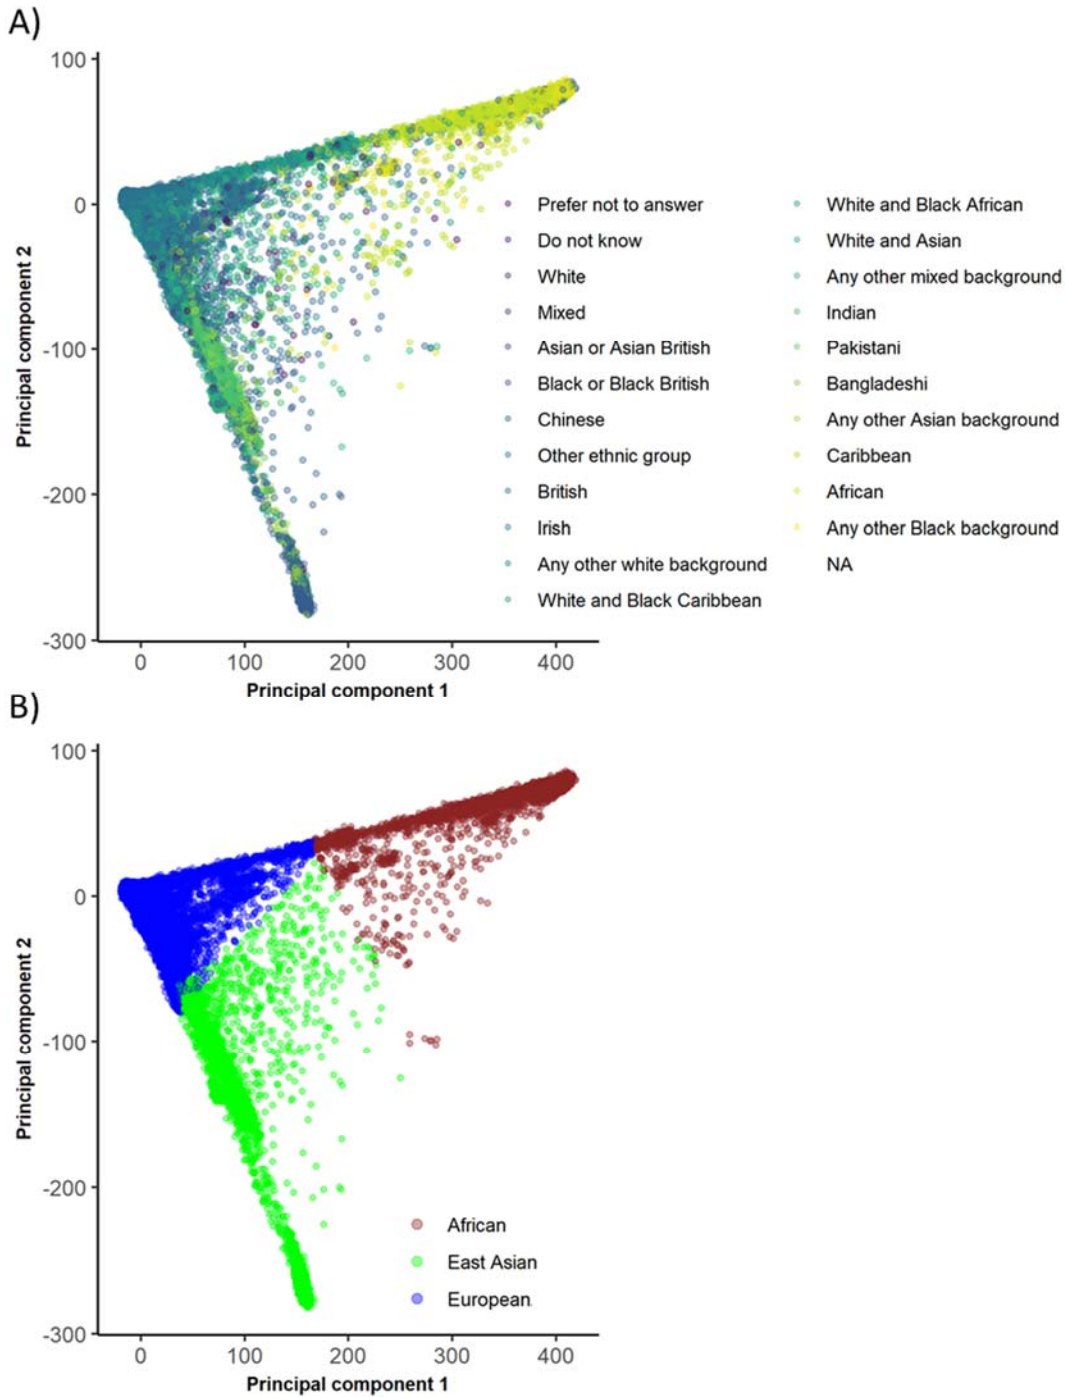 A)
100
0
-100
-200
-300
Principal component 2
0 100 200 300 400
Principal component 1
Prefer not to answer
Do not know
White
Mixed
Asian or Asian British
Black or Black British
Chinese
Other ethnic group
British
Irish
Any other white background
White and Black Caribbean
White and Black African
White and Asian
Any other mixed background
Indian
Pakistani
Bangladeshi
Any other Asian background
Caribbean
African
Any other Black background
NA
B)
100
0
-100
-200
-300
Principal component 2
0 100 200 300 400
Principal component 1
African
East Asian
European